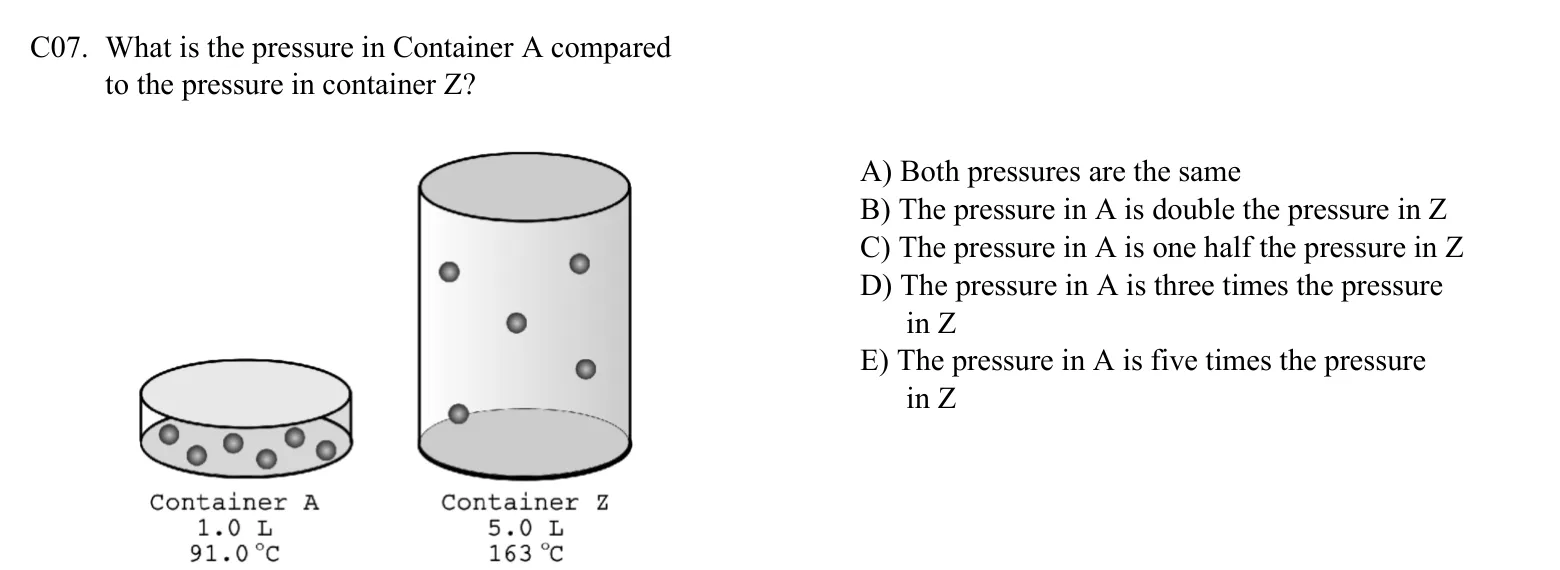 C07. What is the pressure in Container A compared
to the pressure in container Z?
A) Both pressures are the same
B) The pressure in A is double the pressure in Z
C) The pressure in A is one half the pressure in Z
D) The pressure in A is three times the pressure
in Z
E) The pressure in A is five times the pressure
in Z
Container A
1.0 L
91.0 °C
Container Z
5.0 L
163 °C